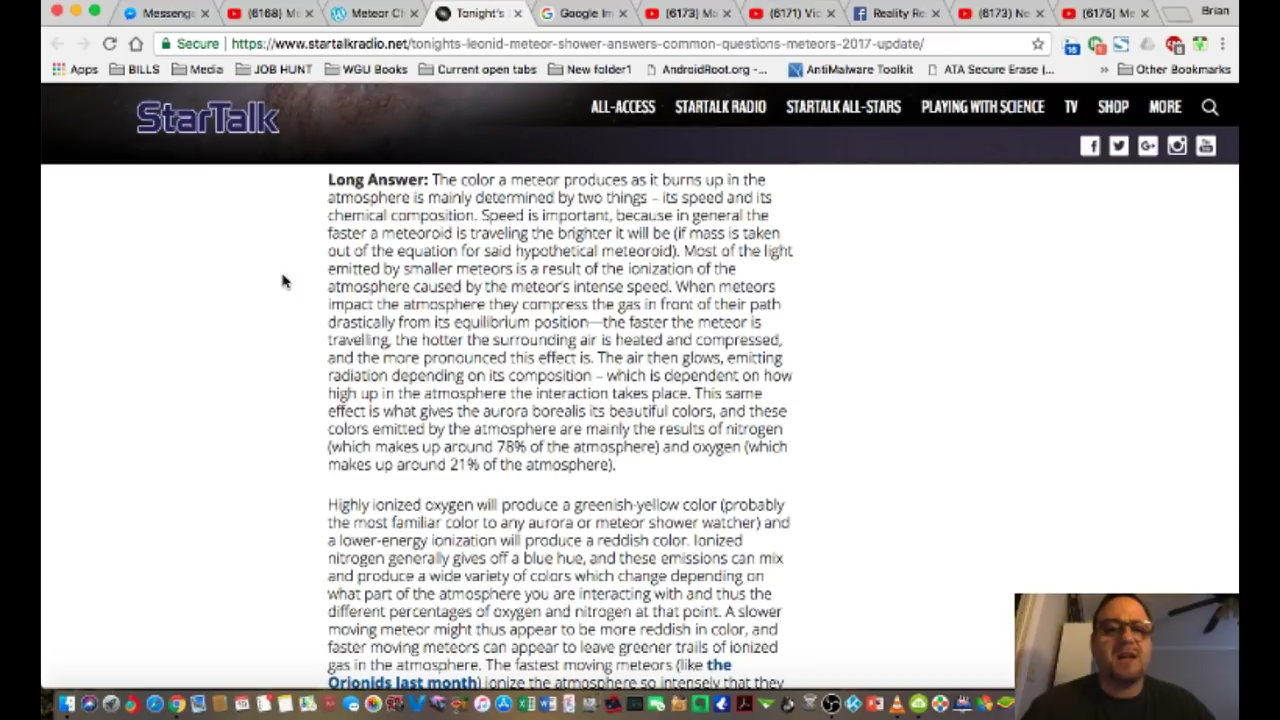 Messenge
(6168) M
Meteor C
Tonight's
Google Im
(6173) M
(6171) Vic
Reality Re
(6173) Ne
(6175) M
Brian
Secure | https://www.startalkradio.net/tonights-leonid-meteor-shower-answers-common-questions-meteors-2017-update/
Apps BILLS Media JOB HUNT WGU Books Current open tabs New folder1 AndroidRoot.org -... AntiMalware Toolkit ATA Secure Erase |... » Other Bookmarks
StarTalk
ALL-ACCESS STARTALK RADIO STARTALK ALL-STARS PLAYING WITH SCIENCE TV SHOP MORE
Long Answer: The color a meteor produces as it burns up in the
atmosphere is mainly determined by two things – its speed and its
chemical composition. Speed is important, because in general the
faster a meteoroid is traveling the brighter it will be (if mass is taken
out of the equation for said hypothetical meteoroid). Most of the light
emitted by smaller meteors is a result of the ionization of the
atmosphere caused by the meteor's intense speed. When meteors
impact the atmosphere they compress the gas in front of their path
drastically from its equilibrium position—the faster the meteor is
travelling, the hotter the surrounding air is heated and compressed,
and the more pronounced this effect is. The air then glows, emitting
radiation depending on its composition – which is dependent on how
high up in the atmosphere the interaction takes place. This same
effect is what gives the aurora borealis its beautiful colors, and these
colors emitted by the atmosphere are mainly the results of nitrogen
(which makes up around 78% of the atmosphere) and oxygen (which
makes up around 21% of the atmosphere).
Highly ionized oxygen will produce a greenish-yellow color (probably
the most familiar color to any aurora or meteor shower watcher) and
a lower-energy ionization will produce a reddish color. Ionized
nitrogen generally gives off a blue hue, and these emissions can mix
and produce a wide variety of colors which change depending on
what part of the atmosphere you are interacting with and thus the
different percentages of oxygen and nitrogen at that point. A slower
moving meteor might thus appear to be more reddish in color, and
faster moving meteors can appear to leave greener trails of ionized
gas in the atmosphere. The fastest moving meteors (like the
Orionids last month) ionize the atmosphere so intensely that they